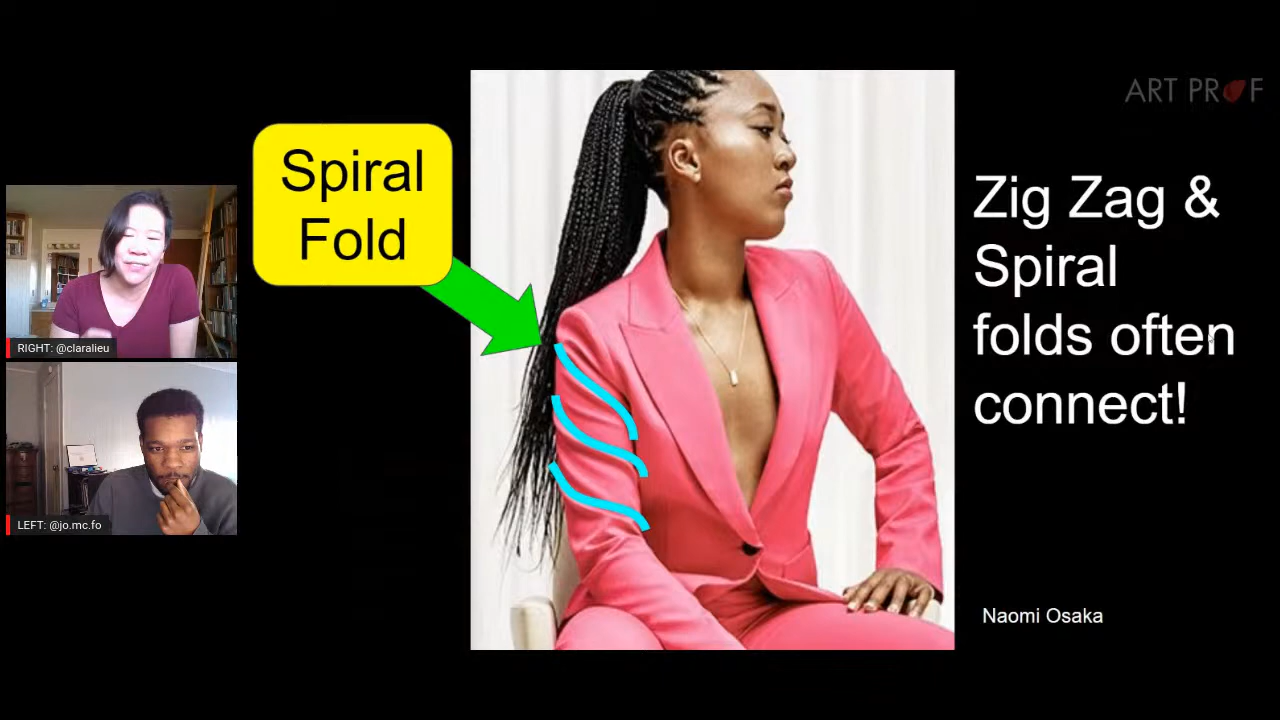 ART PROF
Spiral
Fold
Zig Zag &
Spiral
folds often
connect!
RIGHT: @claralieu
LEFT: @jo.mc.fo
Naomi Osaka